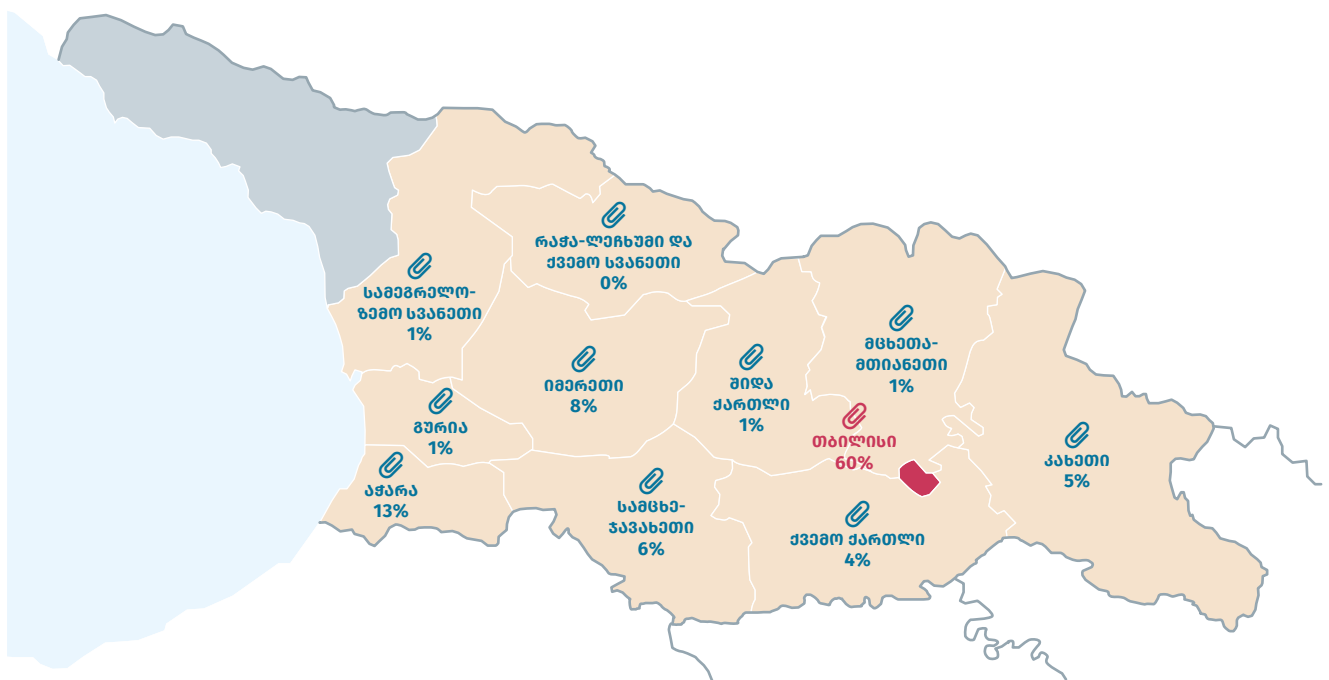 რაჭა-ლეჩხუმი და
ქვემო სვანეთი
0%
სამეგრელო-
ზემო სვანეთი
1%
მცხეთა-
მთიანეთი
1%
იმერეთი
8%
შიდა
ქართლი
1%
გურია
1%
თბილისი
60%
კახეთი
5%
აჭარა
13%
სამცხე-
ჯავახეთი
6%
ქვემო ქართლი
4%